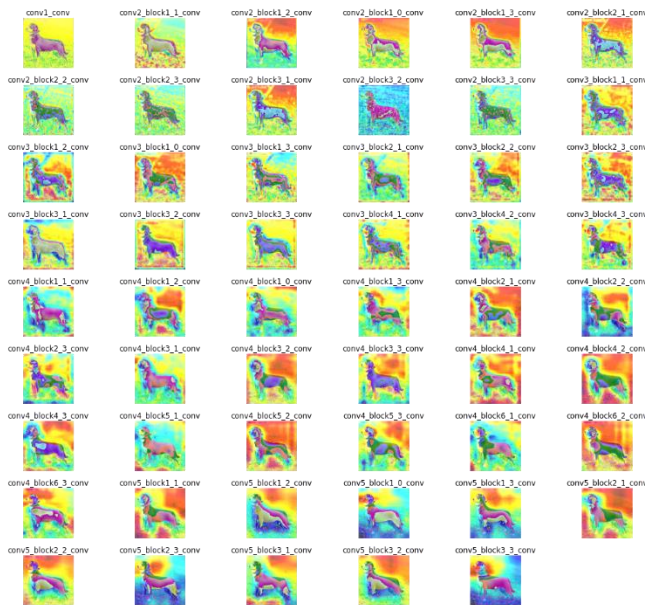 conv1_conv conv2_block1_1_conv conv2_block1_2_conv conv2_block1_0_conv conv2_block1_3_conv conv2_block2_1_conv
conv2_block2_2_conv conv2_block2_3_conv conv2_block3_1_conv conv2_block3_2_conv conv2_block3_3_conv conv3_block1_1_conv
conv3_block1_2_conv conv3_block1_0_conv conv3_block1_3_conv conv3_block2_1_conv conv3_block2_2_conv conv3_block2_3_conv
conv3_block3_1_conv conv3_block3_2_conv conv3_block3_3_conv conv3_block4_1_conv conv3_block4_2_conv conv3_block4_3_conv
conv4_block1_1_conv conv4_block1_2_conv conv4_block1_0_conv conv4_block1_3_conv conv4_block2_1_conv conv4_block2_2_conv
conv4_block2_3_conv conv4_block3_1_conv conv4_block3_2_conv conv4_block3_3_conv conv4_block4_1_conv conv4_block4_2_conv
conv4_block4_3_conv conv4_block5_1_conv conv4_block5_2_conv conv4_block5_3_conv conv4_block6_1_conv conv4_block6_2_conv
conv4_block6_3_conv conv5_block1_1_conv conv5_block1_2_conv conv5_block1_0_conv conv5_block1_3_conv conv5_block2_1_conv
conv5_block2_2_conv conv5_block2_3_conv conv5_block3_1_conv conv5_block3_2_conv conv5_block3_3_conv